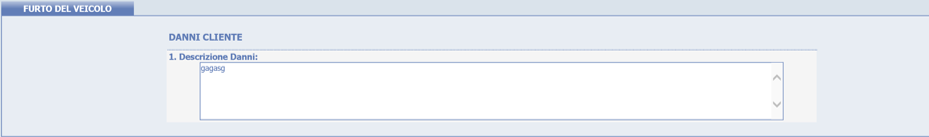 FURTO DEL VEICOLO
DANNI CLIENTE
1. Descrizione Danni:
gagasg